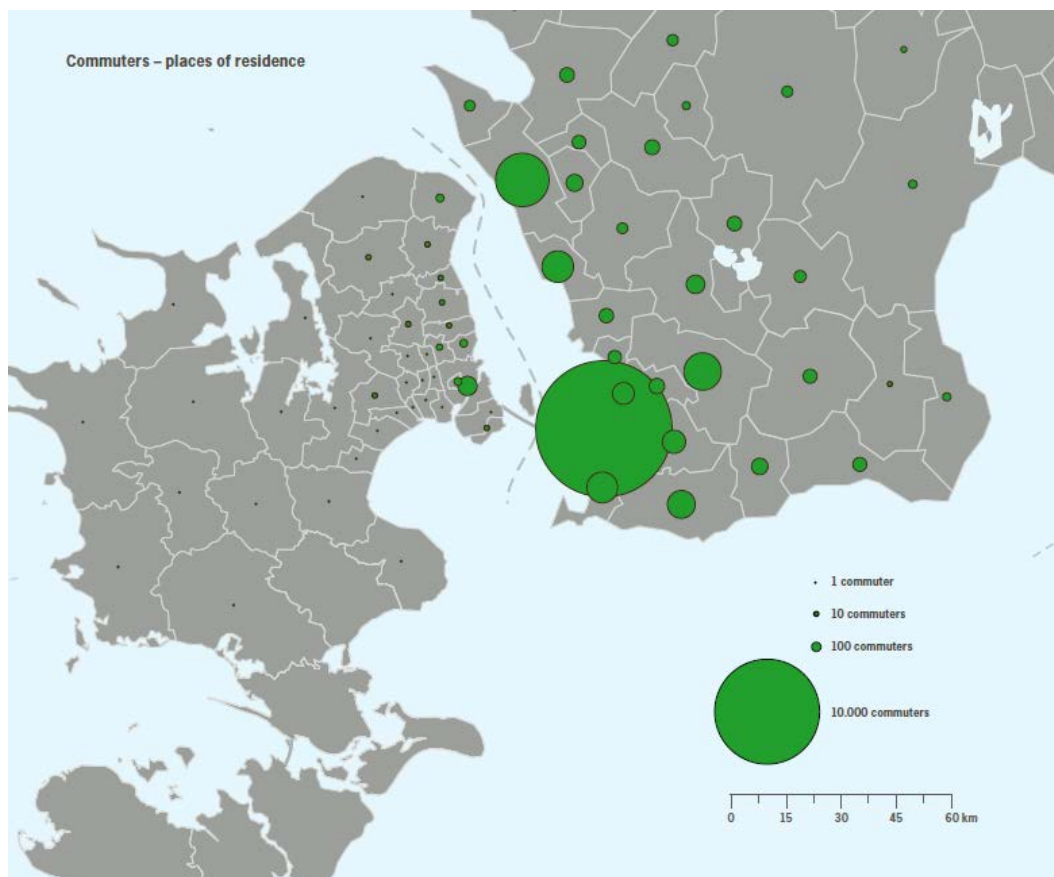 Commuters – places of residence
1 commuter
10 commuters
100 commuters
10.000 commuters
0 15 30 45 60 km